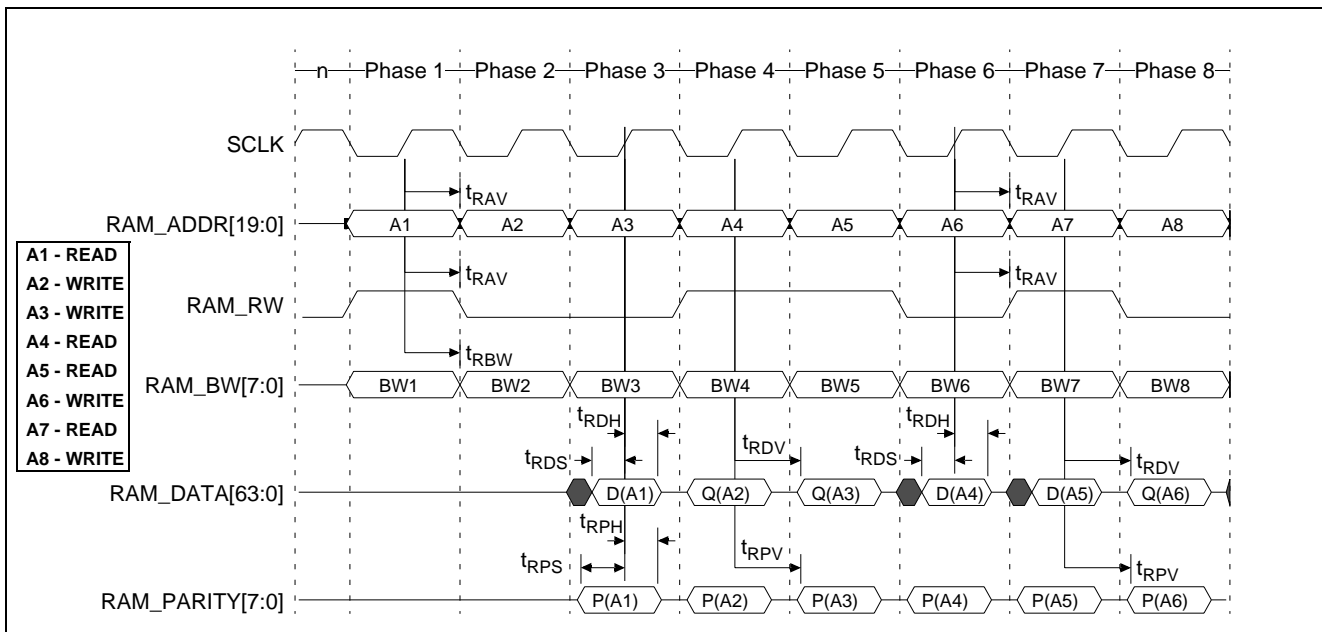 n Phase 1 Phase 2 Phase 3 Phase 4 Phase 5 Phase 6 Phase 7 Phase 8
SCLK
tRAV tRAV
RAM_ADDR[19:0] A1 A2 A3 A4 A5 A6 A7 A8
A1 - READ
A2 - WRITE
A3 - WRITE
A4 - READ
A5 - READ
A6 - WRITE
A7 - READ
A8 - WRITE
tRAV tRAV
RAM_RW
tRBW
RAM_BW[7:0] BW1 BW2 BW3 BW4 BW5 BW6 BW7 BW8
tRDH tRDH
tRDS tRDV tRDS tRDV
RAM_DATA[63:0] D(A1) Q(A2) Q(A3) D(A4) D(A5) Q(A6)
tRPH
tRPS tRPV tRPV
RAM_PARITY[7:0] P(A1) P(A2) P(A3) P(A4) P(A5) P(A6)